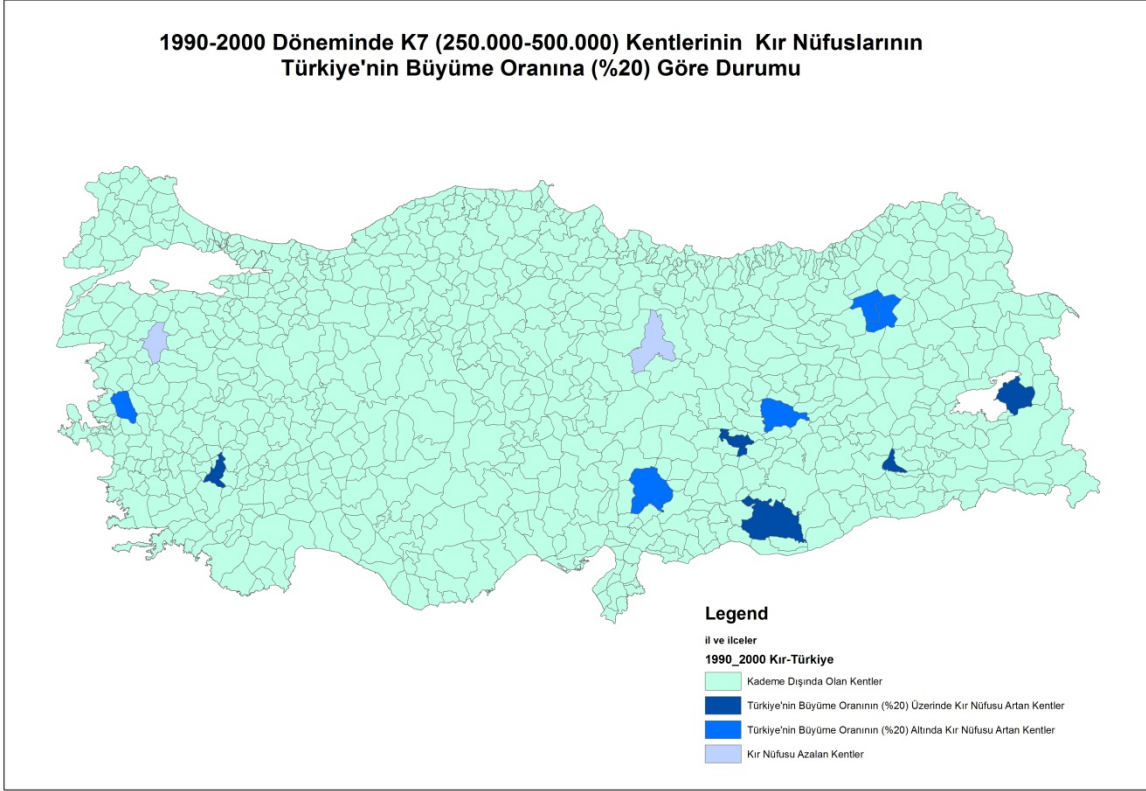 1990-2000 Döneminde K7 (250.000-500.000) Kentlerinin Kır Nüfuslarının
Türkiye'nin Büyüme Oranına (%20) Göre Durumu
Legend
il ve ilceler
1990_2000 Kır-Türkiye
Kademe Dışında Olan Kentler
Türkiye'nin Büyüme Oranının (%20) Üzerinde Kır Nüfusu Artan Kentler
Türkiye'nin Büyüme Oranının (%20) Altında Kır Nüfusu Artan Kentler
Kır Nüfusu Azalan Kentler